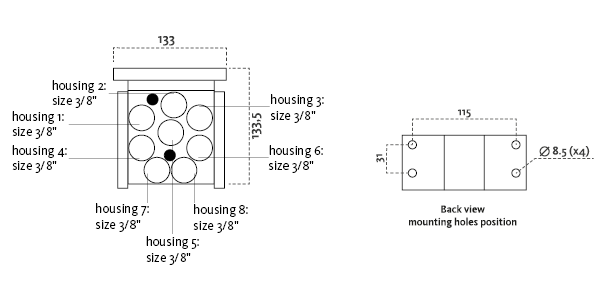 133
housing 2:
size 3/8"
housing 1:
size 3/8"
housing 3:
size 3/8"
133,5
housing 4:
size 3/8"
housing 6:
size 3/8"
housing 7:
size 3/8"
housing 8:
size 3/8"
housing 5:
size 3/8"
115
31
Ø 8.5 (x4)
Back view
mounting holes position